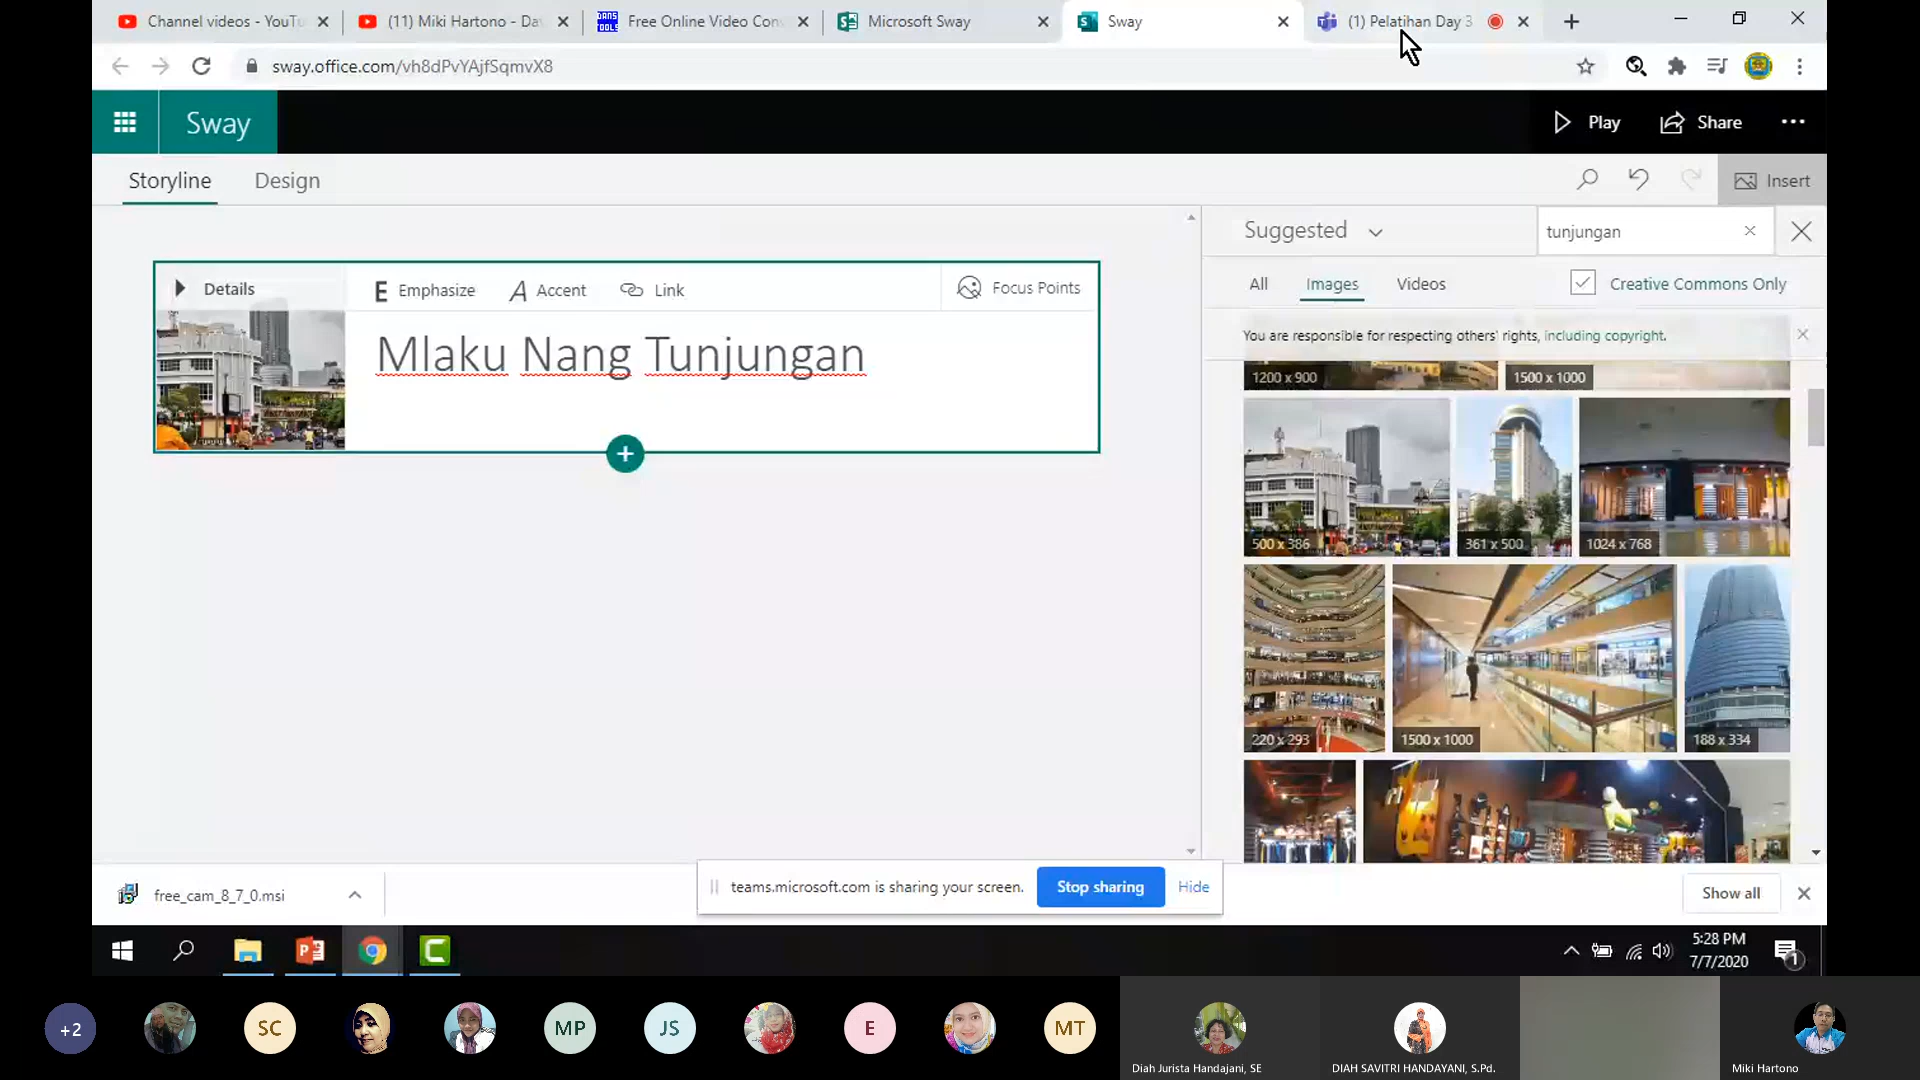 Channel videos - YouTu
(11) Miki Hartono - Da
Free Online Video Con
Microsoft Sway
Sway
(1) Pelatihan Day 3
sway.office.com/vh8dPvYAjfSqmvX8
Sway
Play
Share
Storyline
Design
Insert
Suggested
tunjungan
Details
E Emphasize
A Accent
Link
Focus Points
All
Images
Videos
Creative Commons Only
Mlaku Nang Tunjungan
You are responsible for respecting others' rights, including copyright.
1200 x 900
1500 x 1000
500 x 386
361 x 500
1024 x 768
220 x 293
1500 x 1000
188 x 334
free_cam_8_7_0.msi
teams.microsoft.com is sharing your screen.
Stop sharing
Hide
Show all
5:28 PM
7/7/2020
1
+2
SC
MP
JS
E
MT
Diah Jurista Handajani, SE
DIAH SAVITRI HANDAYANI, S.Pd.
Miki Hartono